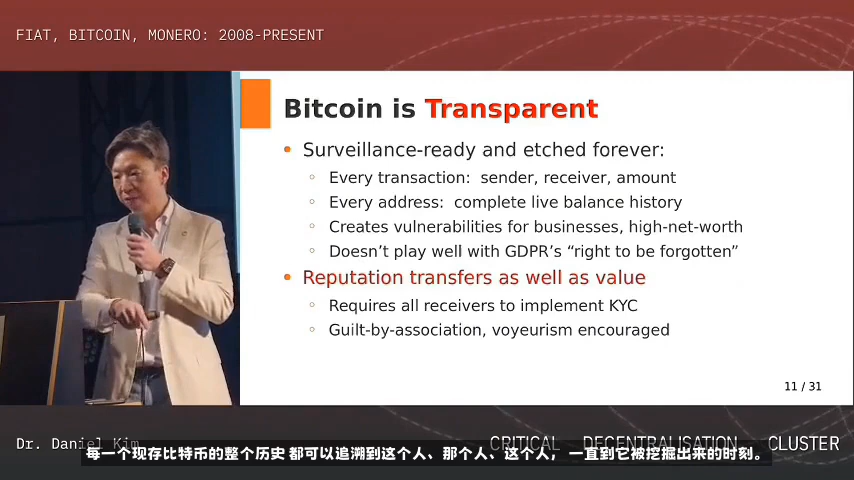 FIAT, BITCOIN, MONERO: 2008-PRESENT
Bitcoin is Transparent
Surveillance-ready and etched forever:
Every transaction: sender, receiver, amount
Every address: complete live balance history
Creates vulnerabilities for businesses, high-net-worth
Doesn't play well with GDPR's “right to be forgotten”
Reputation transfers as well as value
Requires all receivers to implement KYC
Guilt-by-association, voyeurism encouraged
11 / 31
Dr. Daniel Kim
CRITICAL DECENTRALISATION CLUSTER
每一个现存比特币的整个历史 都可以追溯到这个人、那个人、这个人， 一直到它被挖掘出来的时刻。